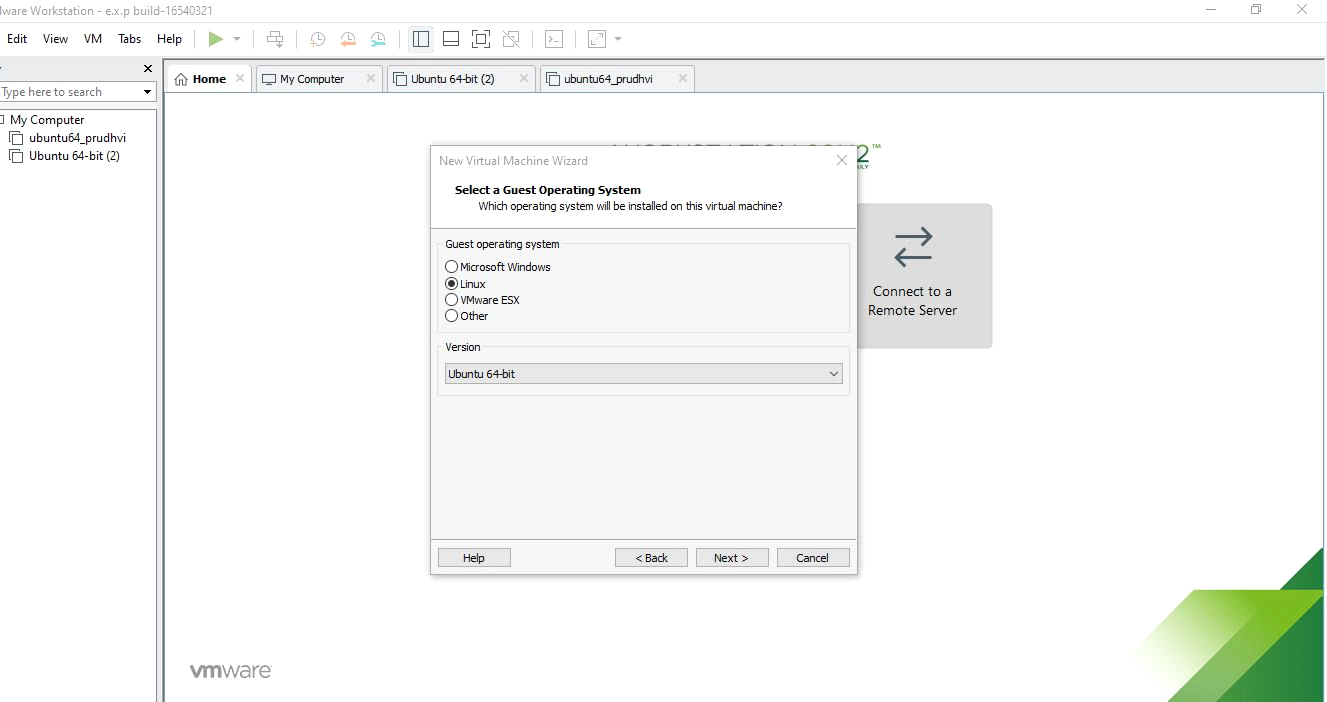 ware Workstation - e.x.p build-16540321
Edit View VM Tabs Help
Home My Computer Ubuntu 64-bit (2) ubuntu64_prudhvi
Type here to search
My Computer
ubuntu64_prudhvi
Ubuntu 64-bit (2)
2™
New Virtual Machine Wizard
Select a Guest Operating System
Which operating system will be installed on this virtual machine?
Guest operating system
Microsoft Windows
Linux
VMware ESX
Other
Version
Ubuntu 64-bit
Help < Back Next > Cancel
Connect to a
Remote Server
vmware